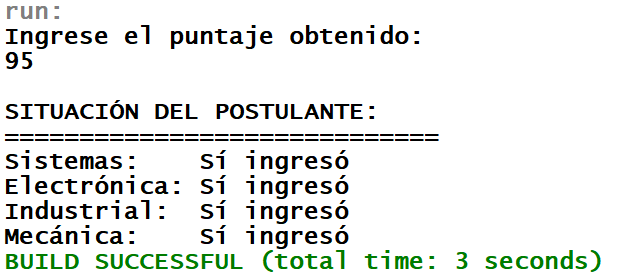 run:
Ingrese el puntaje obtenido:
95
SITUACIÓN DEL POSTULANTE:
=============================
Sistemas:    Sí ingresó
Electrónica: Sí ingresó
Industrial:  Sí ingresó
Mecánica:    Sí ingresó
BUILD SUCCESSFUL (total time: 3 seconds)